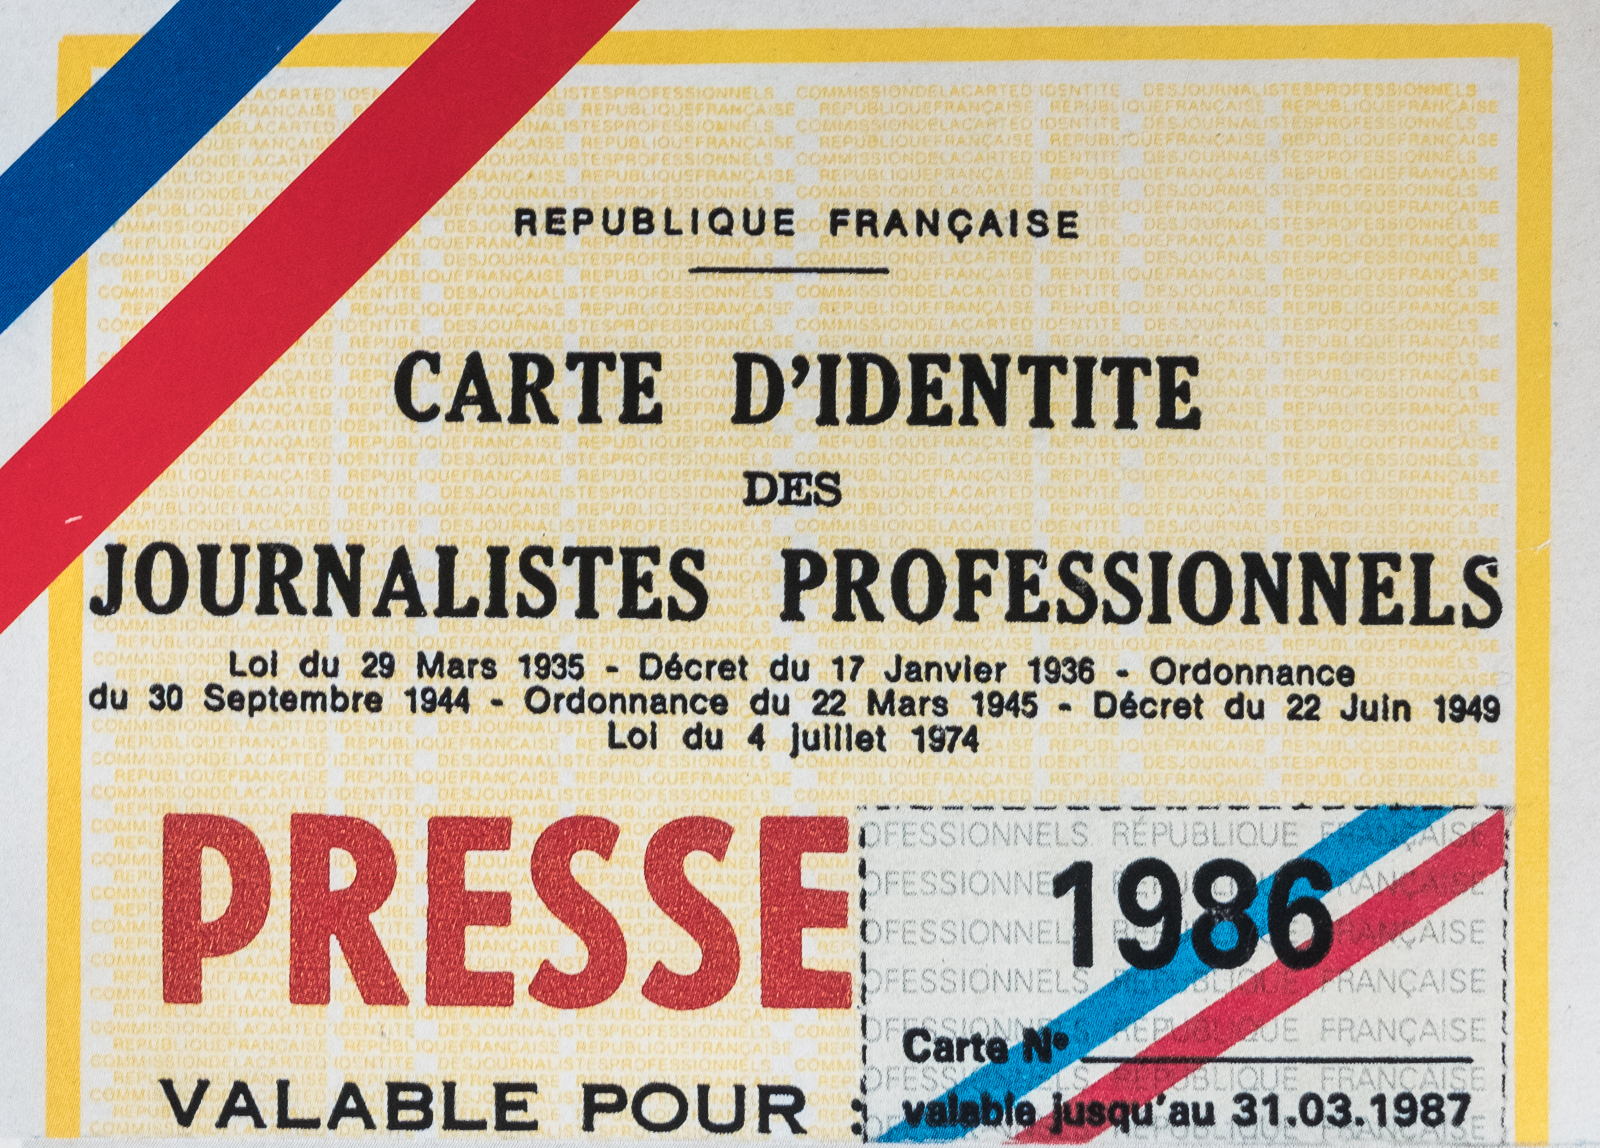 REPUBLIQUE FRANÇAISE
CARTE D'IDENTITE
DES
JOURNALISTES PROFESSIONNELS
Loi du 29 Mars 1935 - Décret du 17 Janvier 1936 - Ordonnance
du 30 Septembre 1944 - Ordonnance du 22 Mars 1945 - Décret du 22 Juin 1949
Loi du 4 juillet 1974
PRESSE
VALABLE POUR :
1986
Carte Nº
valable jusqu'au 31.03.1987